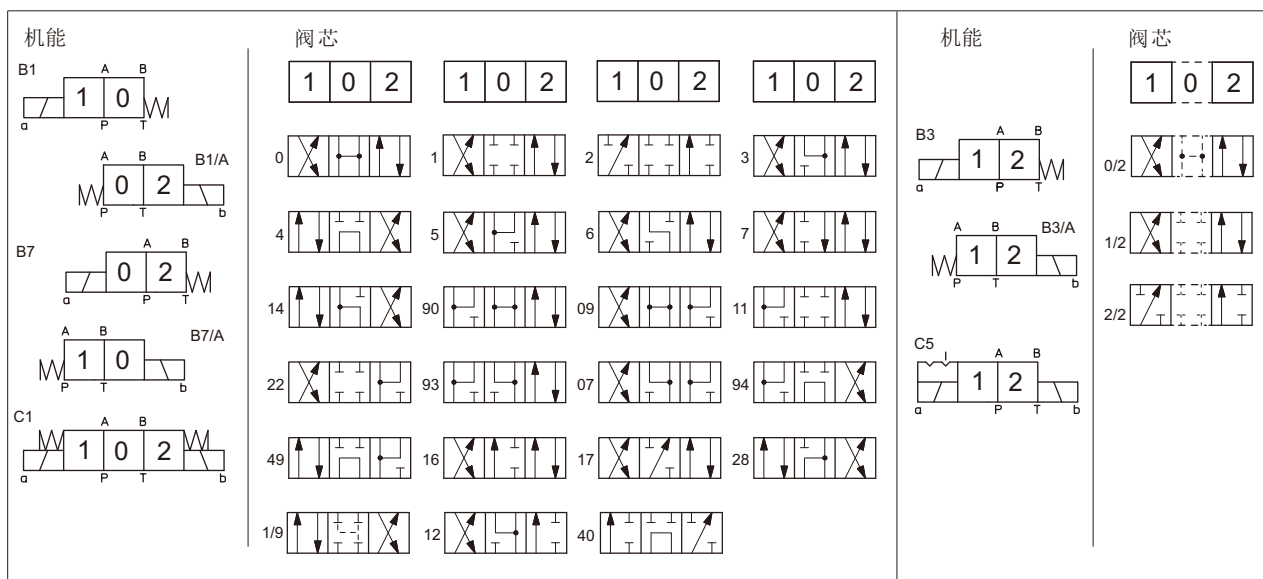 机能
B1
A B
1 0
a P T
B1/A
A B
0 2
P T b
B7
A B
0 2
a P T
B7/A
A B
1 0
P T b
C1
A B
1 0 2
a P T b
阀芯
1 0 2 1 0 2 1 0 2 1 0 2
0 1 2 3
4 5 6 7
14 90 09 11
22 93 07 94
49 16 17 28
1/9 12 40
机能
B3
A B
1 2
a P T
B3/A
A B
1 2
P T b
C5
A B
1 2
a P T b
阀芯
1 0 2
0/2
1/2
2/2